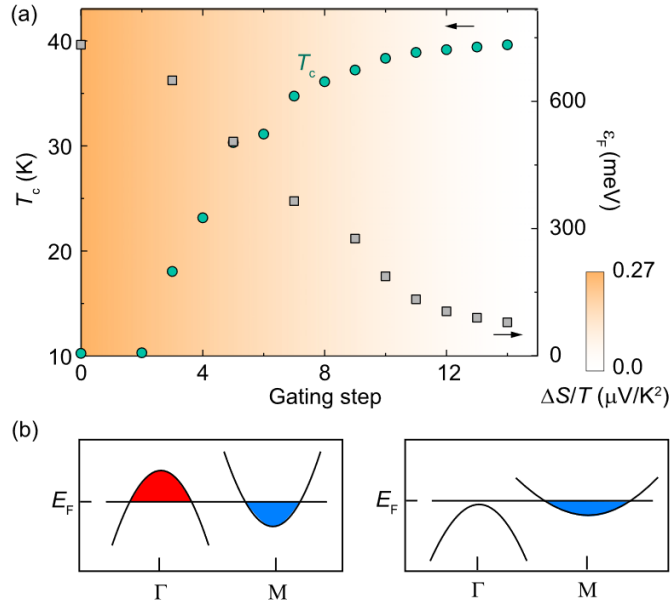 (a)
40
30
20
10
T_c (K)
T_c
600
300
0
ε_F (meV)
0.27
0.0
ΔS/T (μV/K²)
0
4
8
12
Gating step
(b)
E_F
Γ
M
E_F
Γ
M